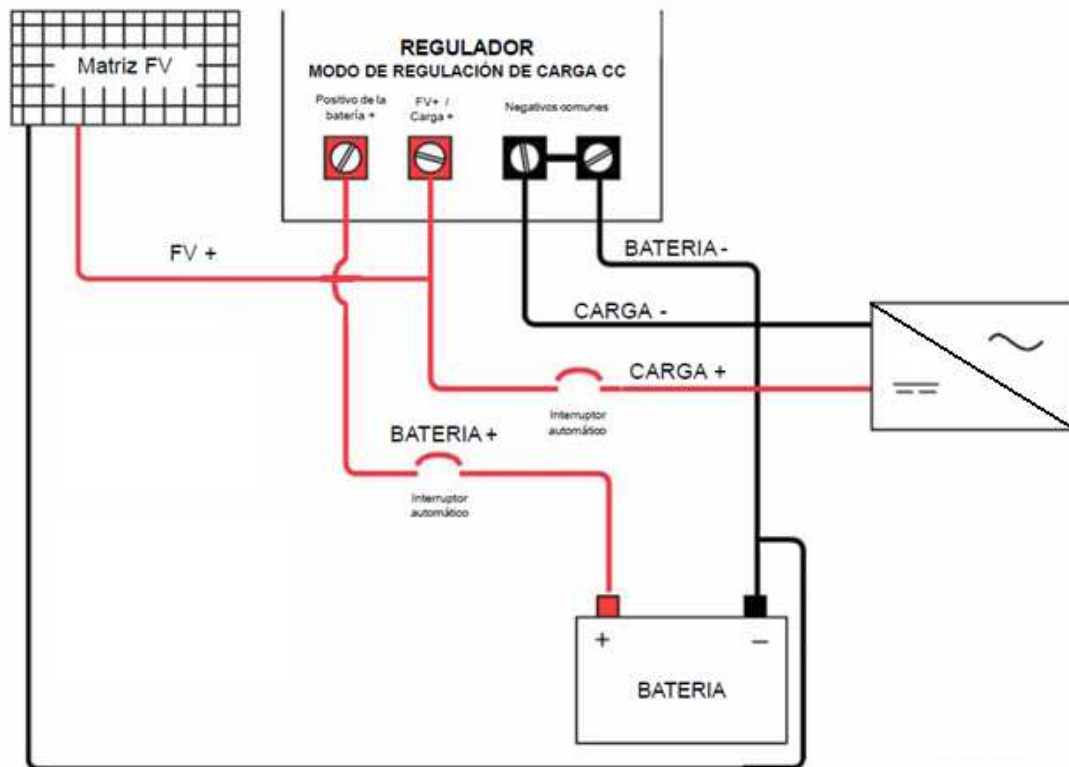 Matriz FV
REGULADOR
MODO DE REGULACIÓN DE CARGA CC
Positivo de la
batería +
FV+ /
Carga +
Negativos comunes
FV +
BATERIA -
CARGA -
CARGA +
Interruptor
automático
BATERIA +
Interruptor
automático
+
–
BATERIA